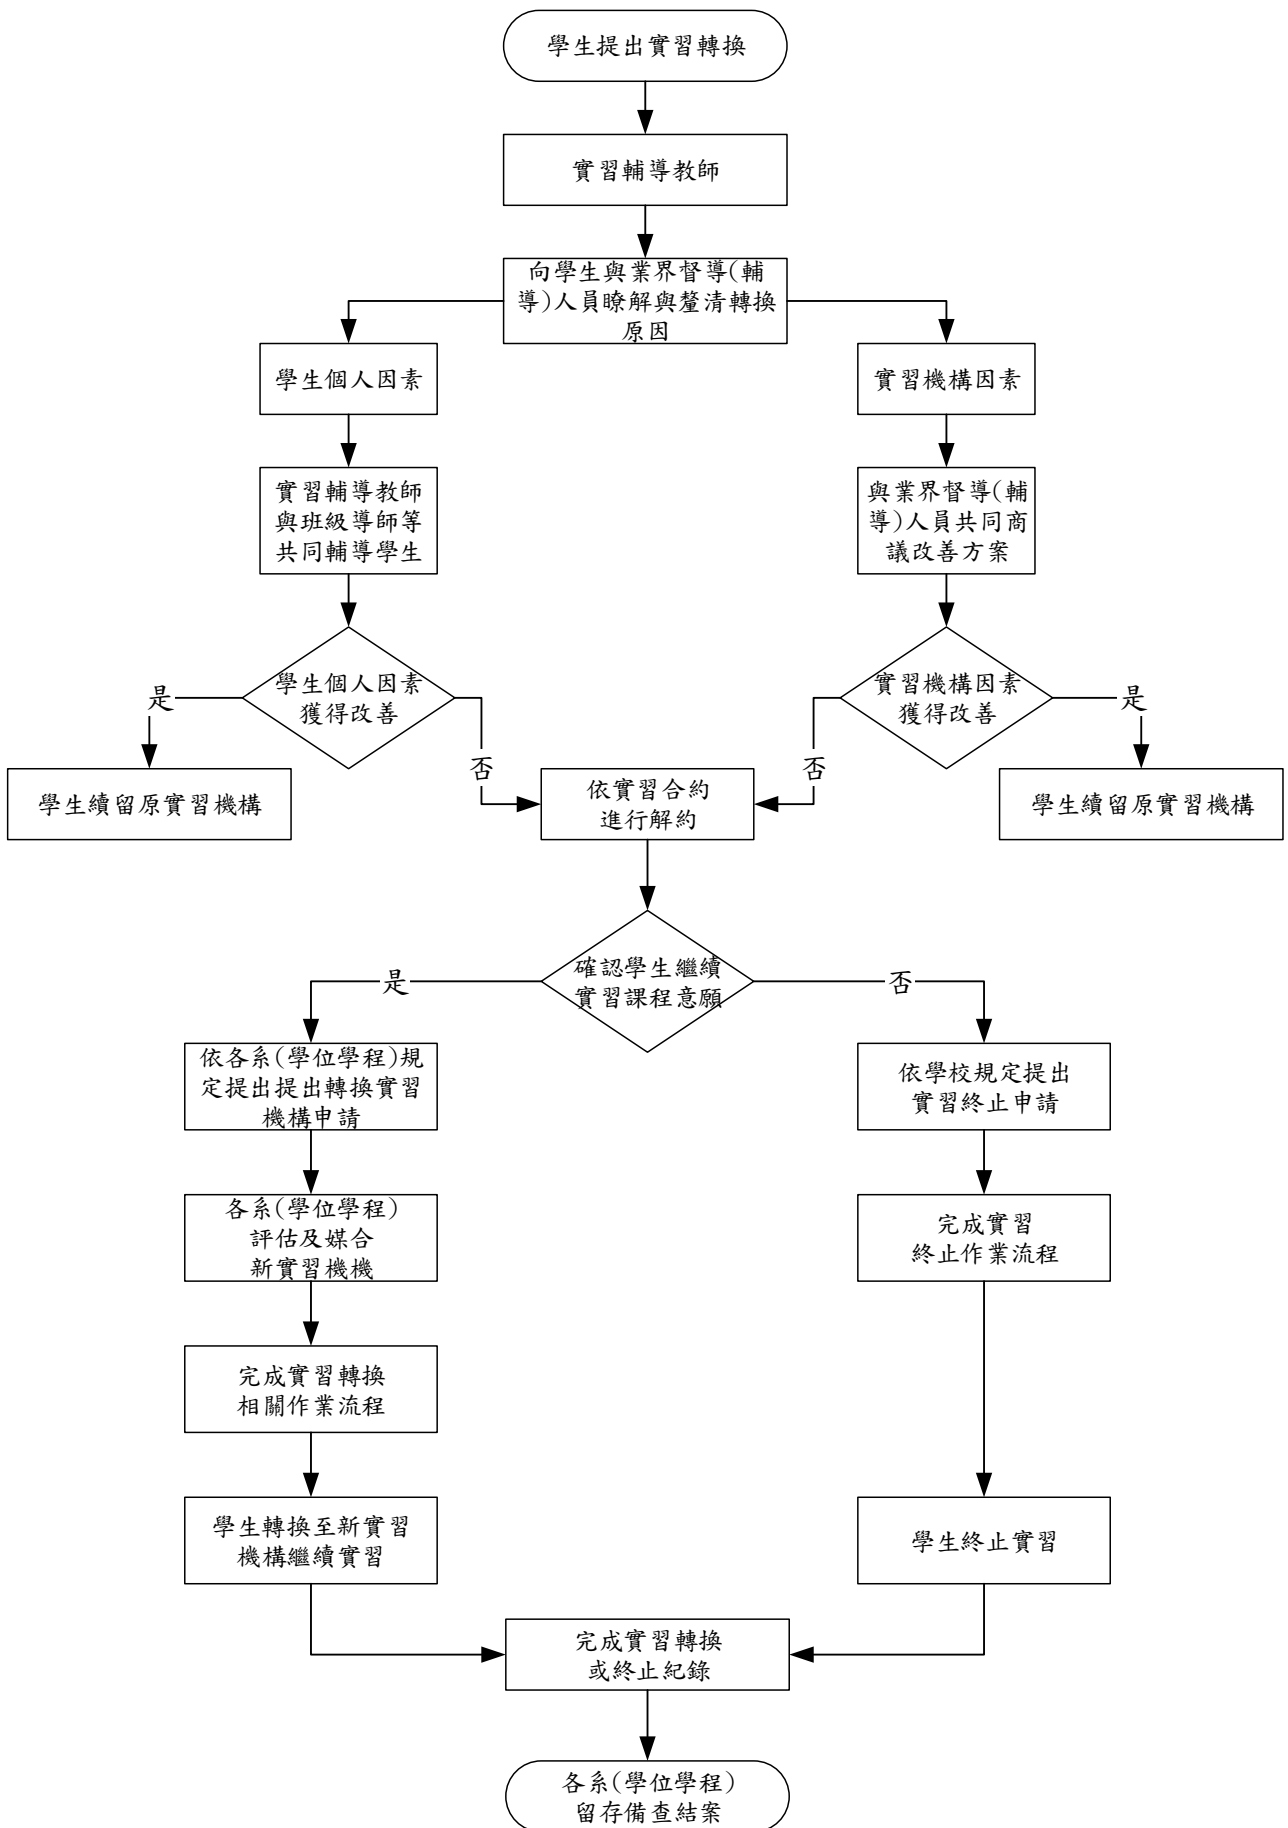 學生提出實習轉換
實習輔導教師
向學生與業界督導(輔
導)人員瞭解與釐清轉換
原因
學生個人因素
實習機構因素
實習輔導教師
與班級導師等
共同輔導學生
與業界督導(輔
導)人員共同商
議改善方案
學生個人因素
獲得改善
實習機構因素
獲得改善
是
否
否
是
學生續留原實習機構
依實習合約
進行解約
學生續留原實習機構
確認學生繼續
實習課程意願
是
否
依各系(學位學程)規
定提出提出轉換實習
機構申請
依學校規定提出
實習終止申請
各系(學位學程)
評估及媒合
新實習機機
完成實習
終止作業流程
完成實習轉換
相關作業流程
學生轉換至新實習
機構繼續實習
學生終止實習
完成實習轉換
或終止紀錄
各系(學位學程)
留存備查結案